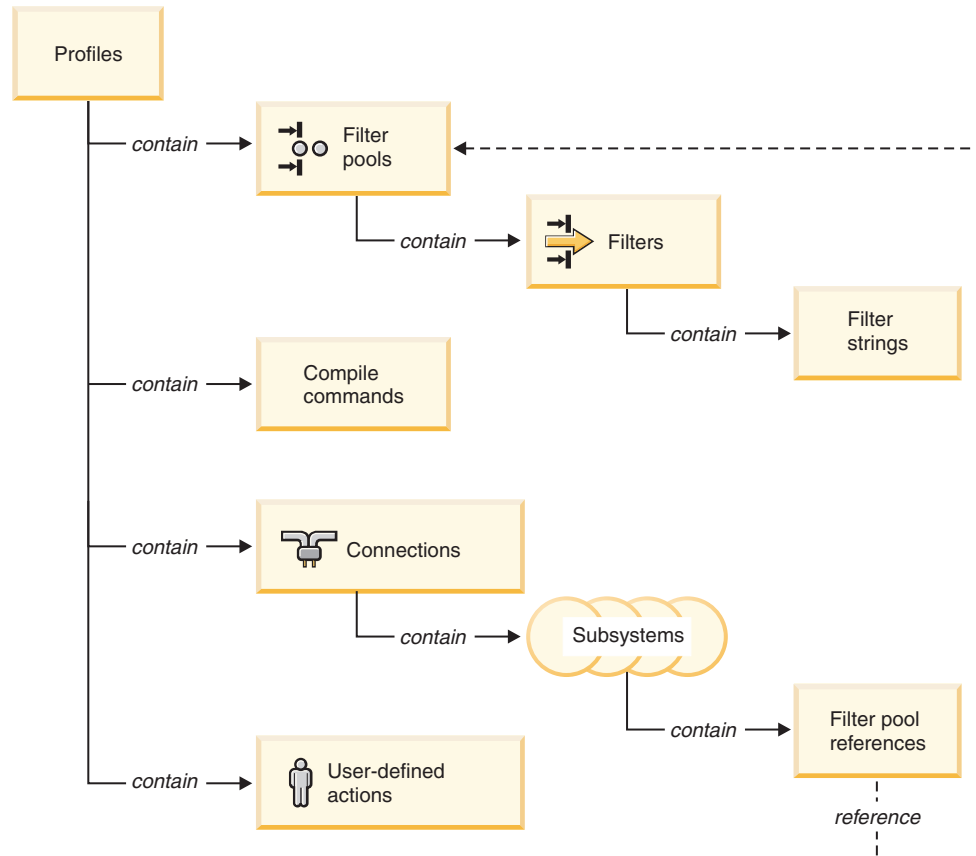 Profiles
contain
Filter
pools
contain
Filters
contain
Filter
strings
contain
Compile
commands
contain
Connections
contain
Subsystems
contain
Filter pool
references
contain
User-defined
actions
reference